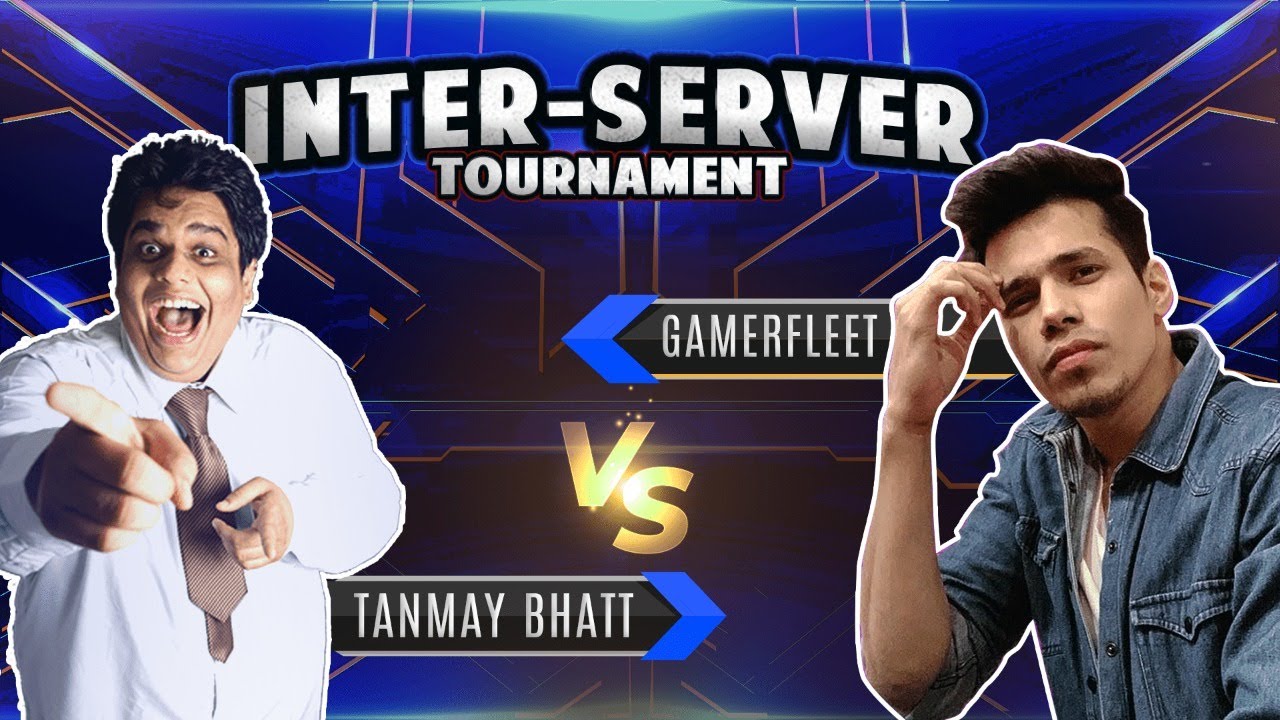 INTER-SERVER
TOURNAMENT
GAMERFLEET
VS
TANMAY BHATT